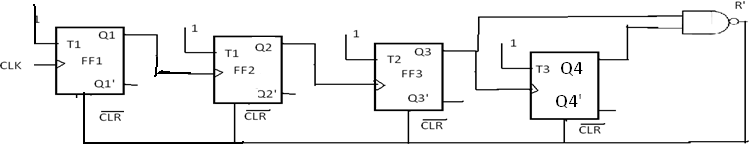 R'
1
T1
Q1
CLK
FF1
Q1'
CLR
1
T1
Q2
FF2
Q2'
CLR
1
T2
Q3
FF3
Q3'
CLR
1
T3
Q4
Q4'
CLR